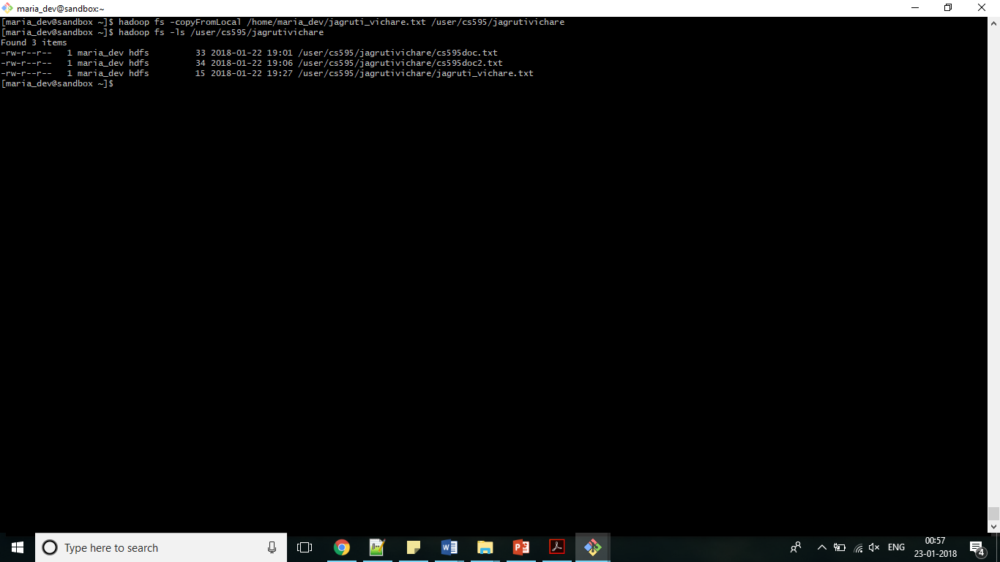 maria_dev@sandbox:~
[maria_dev@sandbox ~]$ hadoop fs -copyFromLocal /home/maria_dev/jagruti_vichare.txt /user/cs595/jagrutivichare
[maria_dev@sandbox ~]$ hadoop fs -ls /user/cs595/jagrutivichare
Found 3 items
-rw-r--r--   1 maria_dev hdfs         33 2018-01-22 19:01 /user/cs595/jagrutivichare/cs595doc.txt
-rw-r--r--   1 maria_dev hdfs         34 2018-01-22 19:06 /user/cs595/jagrutivichare/cs595doc2.txt
-rw-r--r--   1 maria_dev hdfs         15 2018-01-22 19:27 /user/cs595/jagrutivichare/jagruti_vichare.txt
[maria_dev@sandbox ~]$
Type here to search
ENG
00:57
23-01-2018
4